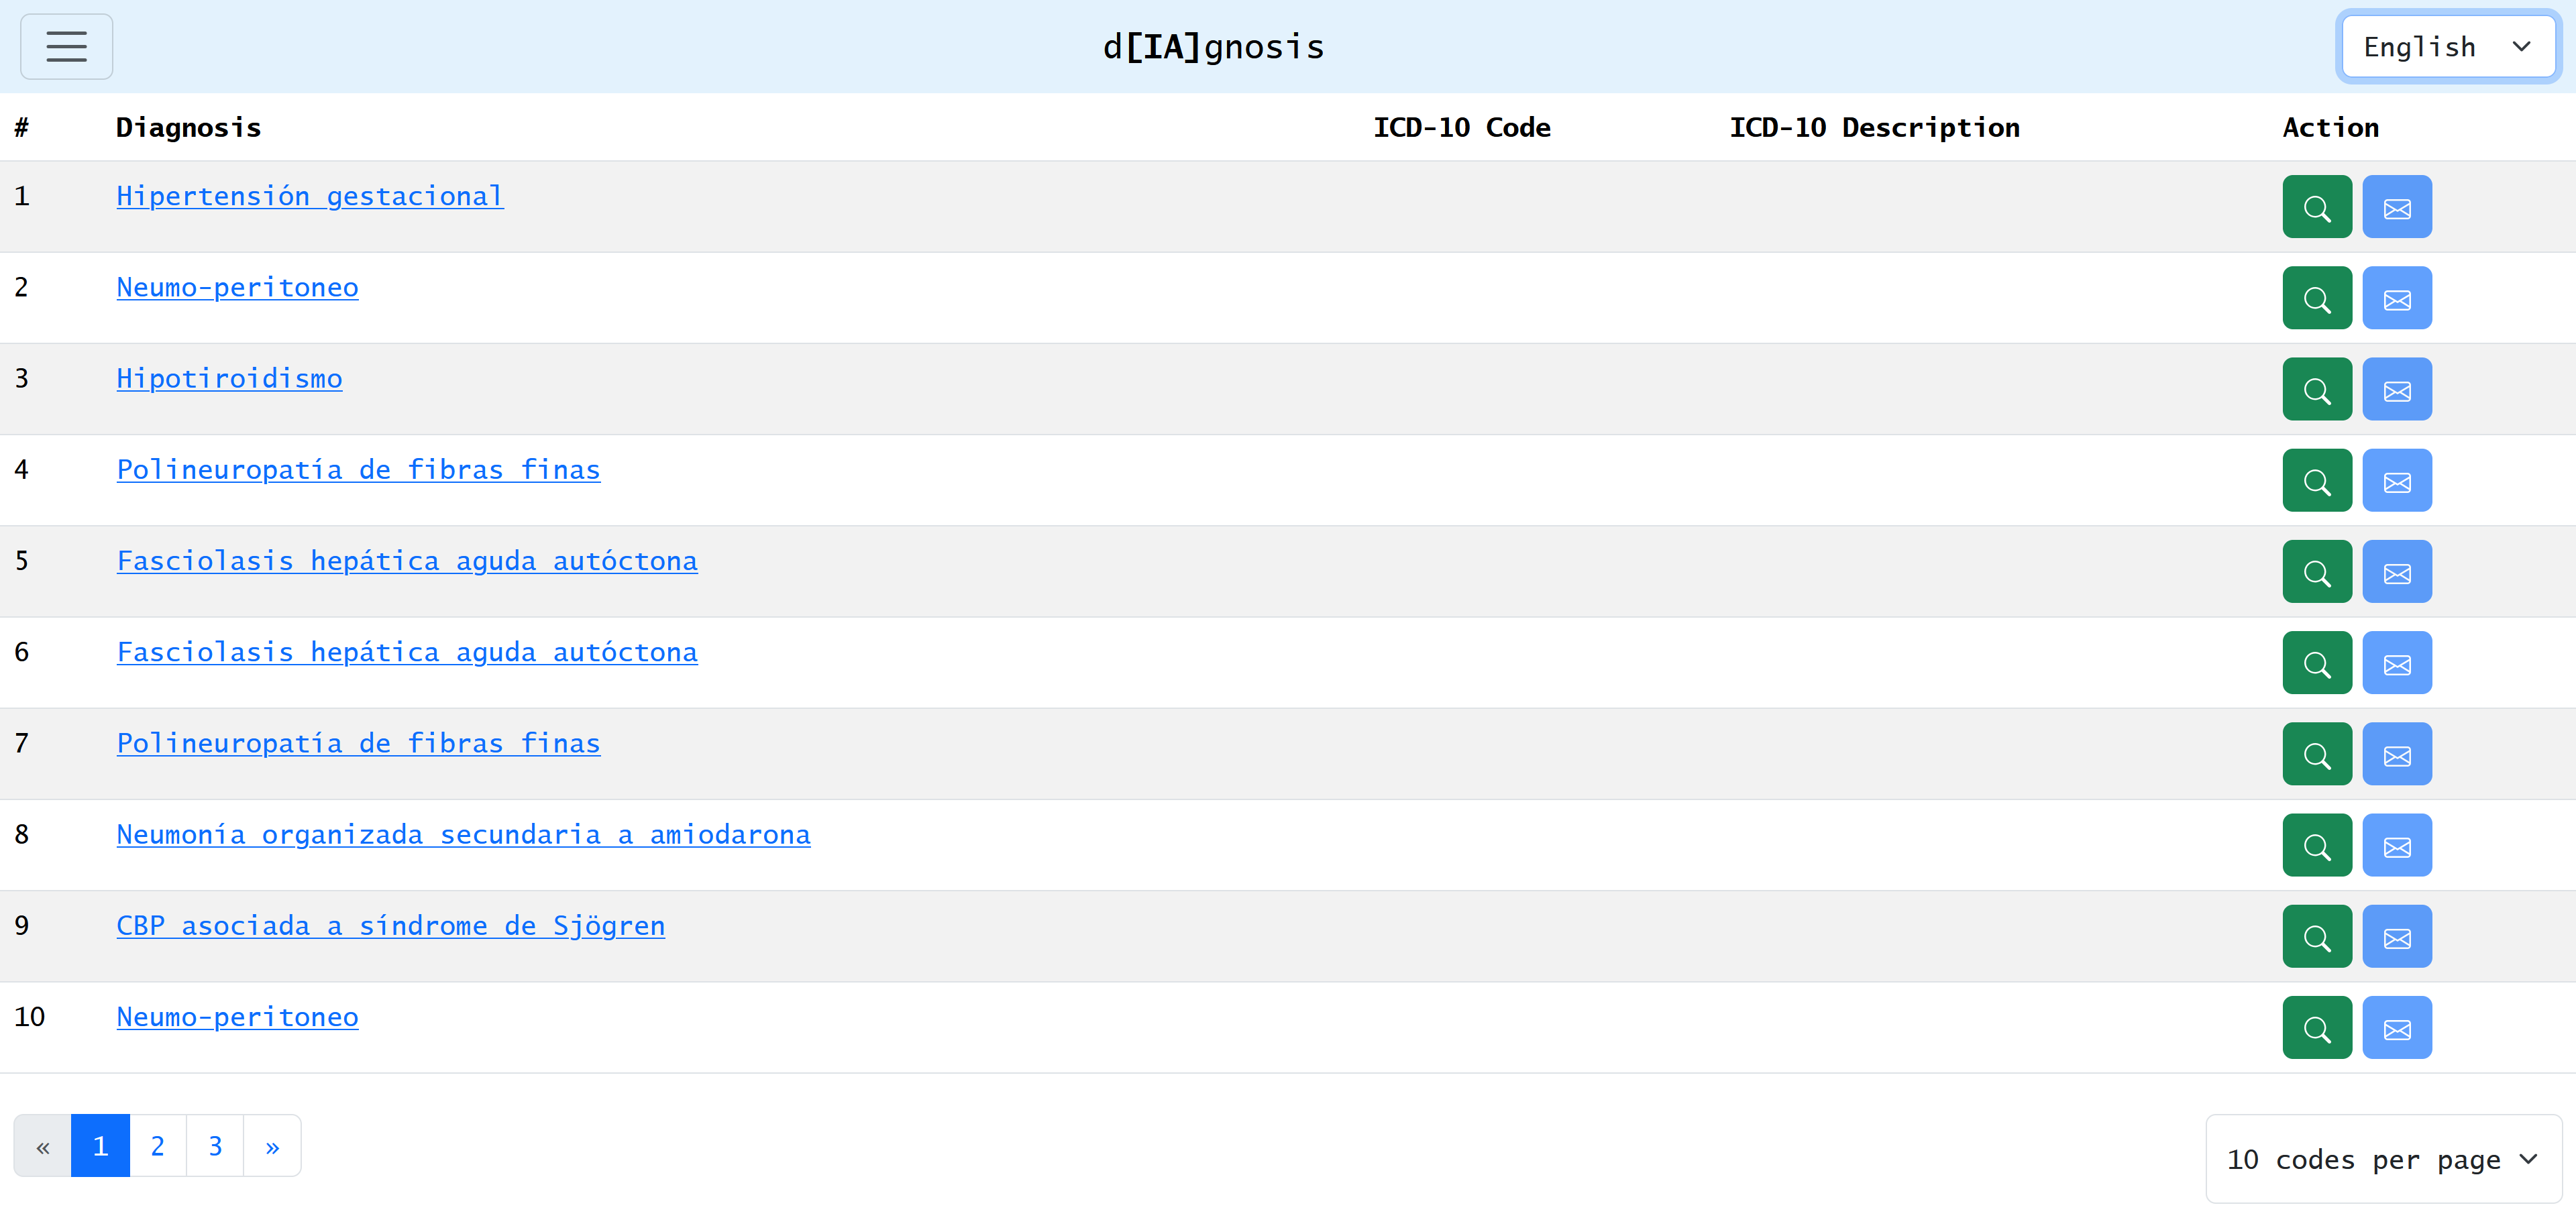 d[IA]gnosis
English
# Diagnosis ICD-10 Code ICD-10 Description Action
1 Hipertensión gestacional
2 Neumo-peritoneo
3 Hipotiroidismo
4 Polineuropatía de fibras finas
5 Fasciolasis hepática aguda autóctona
6 Fasciolasis hepática aguda autóctona
7 Polineuropatía de fibras finas
8 Neumonía organizada secundaria a amiodarona
9 CBP asociada a síndrome de Sjögren
10 Neumo-peritoneo
« 1 2 3 »
10 codes per page